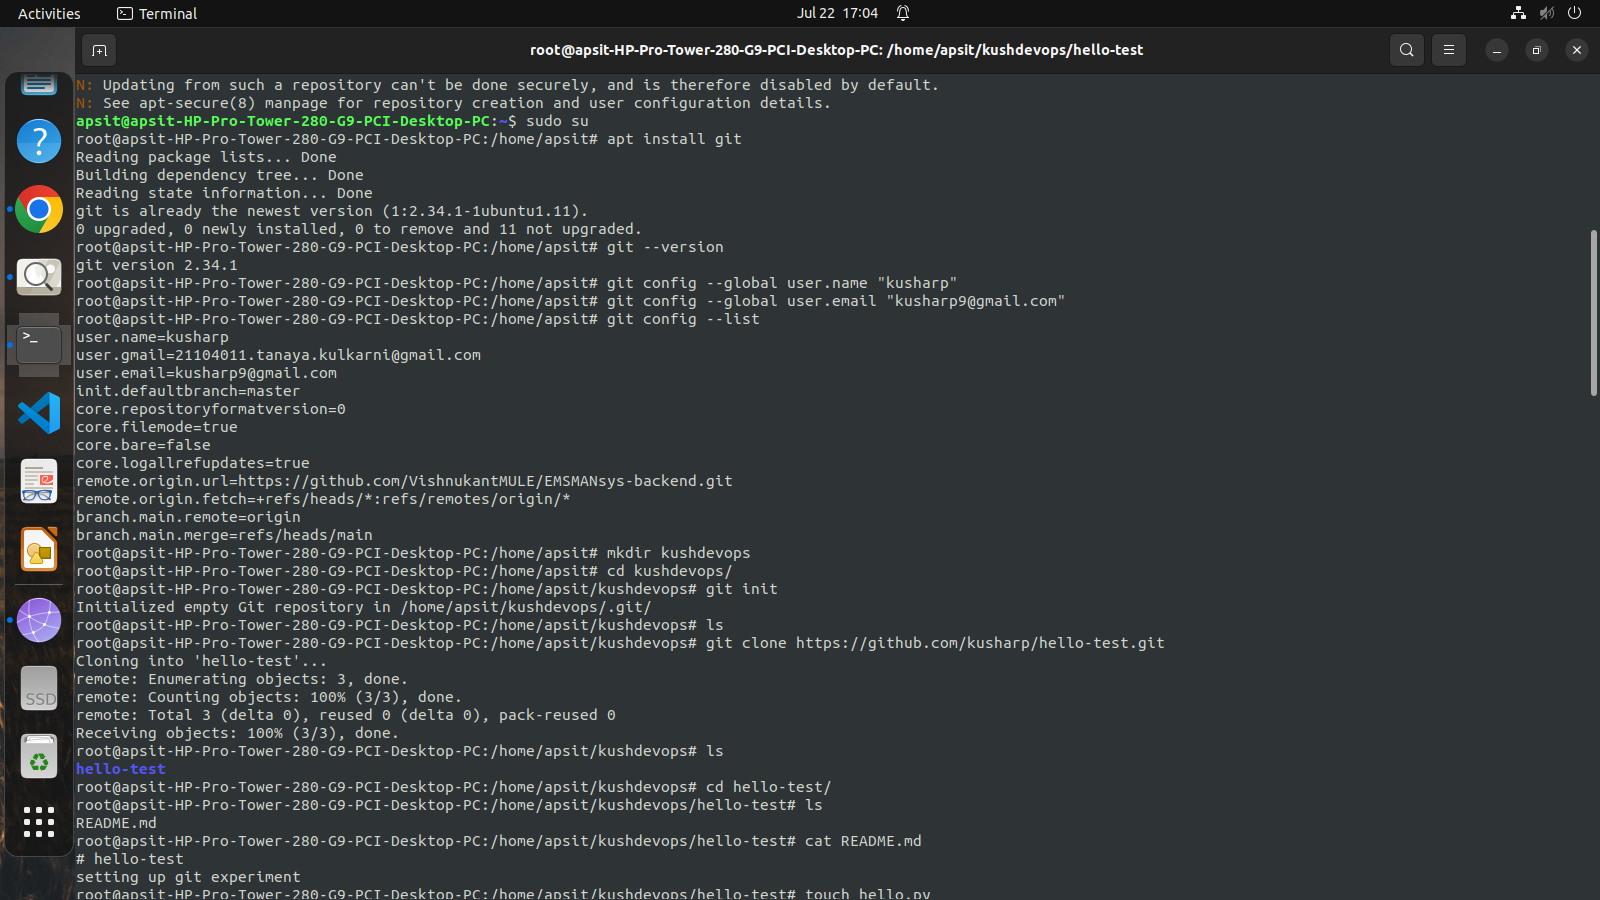 Activities
Terminal
Jul 22 17:04
root@apsit-HP-Pro-Tower-280-G9-PCI-Desktop-PC: /home/apsit/kushdevops/hello-test
N: Updating from such a repository can't be done securely, and is therefore disabled by default.
N: See apt-secure(8) manpage for repository creation and user configuration details.
apsit@apsit-HP-Pro-Tower-280-G9-PCI-Desktop-PC:~$ sudo su
root@apsit-HP-Pro-Tower-280-G9-PCI-Desktop-PC:/home/apsit# apt install git
Reading package lists... Done
Building dependency tree... Done
Reading state information... Done
git is already the newest version (1:2.34.1-1ubuntu1.11).
0 upgraded, 0 newly installed, 0 to remove and 11 not upgraded.
root@apsit-HP-Pro-Tower-280-G9-PCI-Desktop-PC:/home/apsit# git --version
git version 2.34.1
root@apsit-HP-Pro-Tower-280-G9-PCI-Desktop-PC:/home/apsit# git config --global user.name "kusharp"
root@apsit-HP-Pro-Tower-280-G9-PCI-Desktop-PC:/home/apsit# git config --global user.email "kusharp9@gmail.com"
root@apsit-HP-Pro-Tower-280-G9-PCI-Desktop-PC:/home/apsit# git config --list
user.name=kusharp
user.gmail=21104011.tanaya.kulkarni@gmail.com
user.email=kusharp9@gmail.com
init.defaultbranch=master
core.repositoryformatversion=0
core.filemode=true
core.bare=false
core.logallrefupdates=true
remote.origin.url=https://github.com/VishnukantMULE/EMSMANsys-backend.git
remote.origin.fetch=+refs/heads/*:refs/remotes/origin/*
branch.main.remote=origin
branch.main.merge=refs/heads/main
root@apsit-HP-Pro-Tower-280-G9-PCI-Desktop-PC:/home/apsit# mkdir kushdevops
root@apsit-HP-Pro-Tower-280-G9-PCI-Desktop-PC:/home/apsit# cd kushdevops/
root@apsit-HP-Pro-Tower-280-G9-PCI-Desktop-PC:/home/apsit/kushdevops# git init
Initialized empty Git repository in /home/apsit/kushdevops/.git/
root@apsit-HP-Pro-Tower-280-G9-PCI-Desktop-PC:/home/apsit/kushdevops# ls
root@apsit-HP-Pro-Tower-280-G9-PCI-Desktop-PC:/home/apsit/kushdevops# git clone https://github.com/kusharp/hello-test.git
Cloning into 'hello-test'...
remote: Enumerating objects: 3, done.
remote: Counting objects: 100% (3/3), done.
remote: Total 3 (delta 0), reused 0 (delta 0), pack-reused 0
Receiving objects: 100% (3/3), done.
root@apsit-HP-Pro-Tower-280-G9-PCI-Desktop-PC:/home/apsit/kushdevops# ls
hello-test
root@apsit-HP-Pro-Tower-280-G9-PCI-Desktop-PC:/home/apsit/kushdevops# cd hello-test/
root@apsit-HP-Pro-Tower-280-G9-PCI-Desktop-PC:/home/apsit/kushdevops/hello-test# ls
README.md
root@apsit-HP-Pro-Tower-280-G9-PCI-Desktop-PC:/home/apsit/kushdevops/hello-test# cat README.md
# hello-test
setting up git experiment
root@apsit-HP-Pro-Tower-280-G9-PCI-Desktop-PC:/home/apsit/kushdevops/hello-test# touch hello.py
SSD